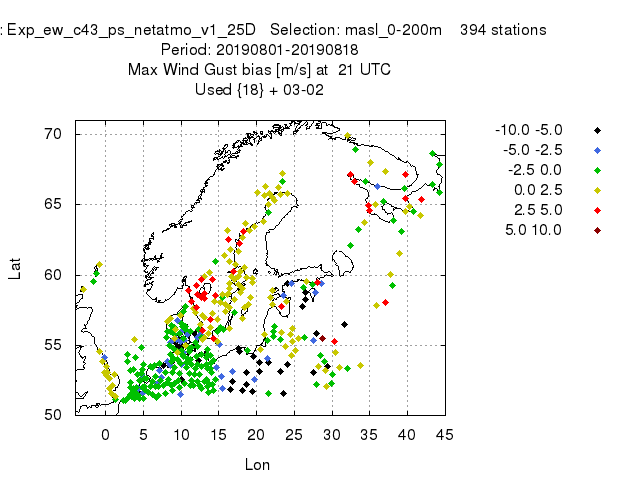 : Exp_ew_c43_ps_netatmo_v1_25D Selection: masl_0-200m 394 stations
Period: 20190801-20190818
Max Wind Gust bias [m/s] at 21 UTC
Used {18} + 03-02
-10.0 -5.0
-5.0 -2.5
-2.5 0.0
0.0 2.5
2.5 5.0
5.0 10.0
70
65
60
55
50
Lat
0 5 10 15 20 25 30 35 40 45
Lon